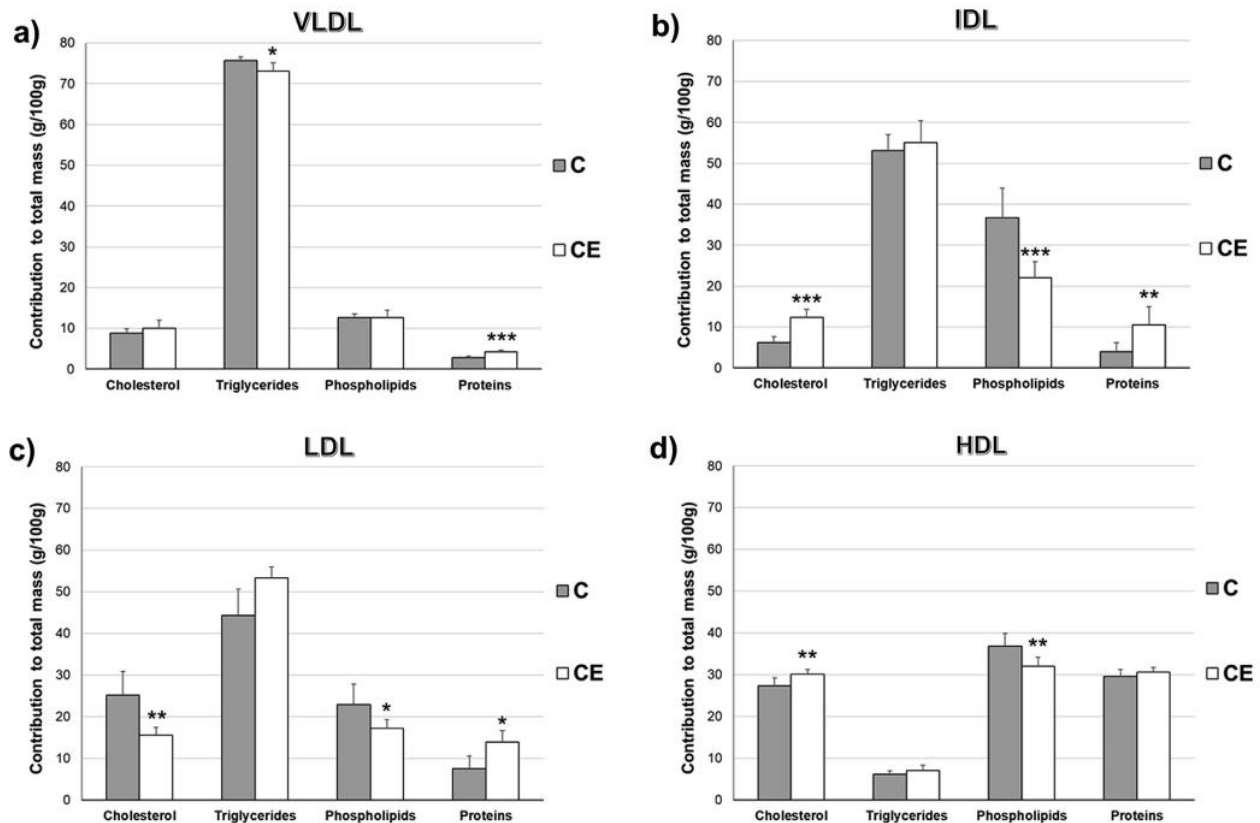 a)
VLDL
Contribution to total mass (g/100g)
80
70
60
50
40
30
20
10
0
*
***
Cholesterol Triglycerides Phospholipids Proteins
C
CE
b)
IDL
Contribution to total mass (g/100g)
80
70
60
50
40
30
20
10
0
***
***
**
Cholesterol Triglycerides Phospholipids Proteins
C
CE
c)
LDL
Contribution to total mass (g/100g)
80
70
60
50
40
30
20
10
0
**
*
*
Cholesterol Triglycerides Phospholipids Proteins
C
CE
d)
HDL
Contribution to total mass (g/100g)
80
70
60
50
40
30
20
10
0
**
**
Cholesterol Triglycerides Phospholipids Proteins
C
CE